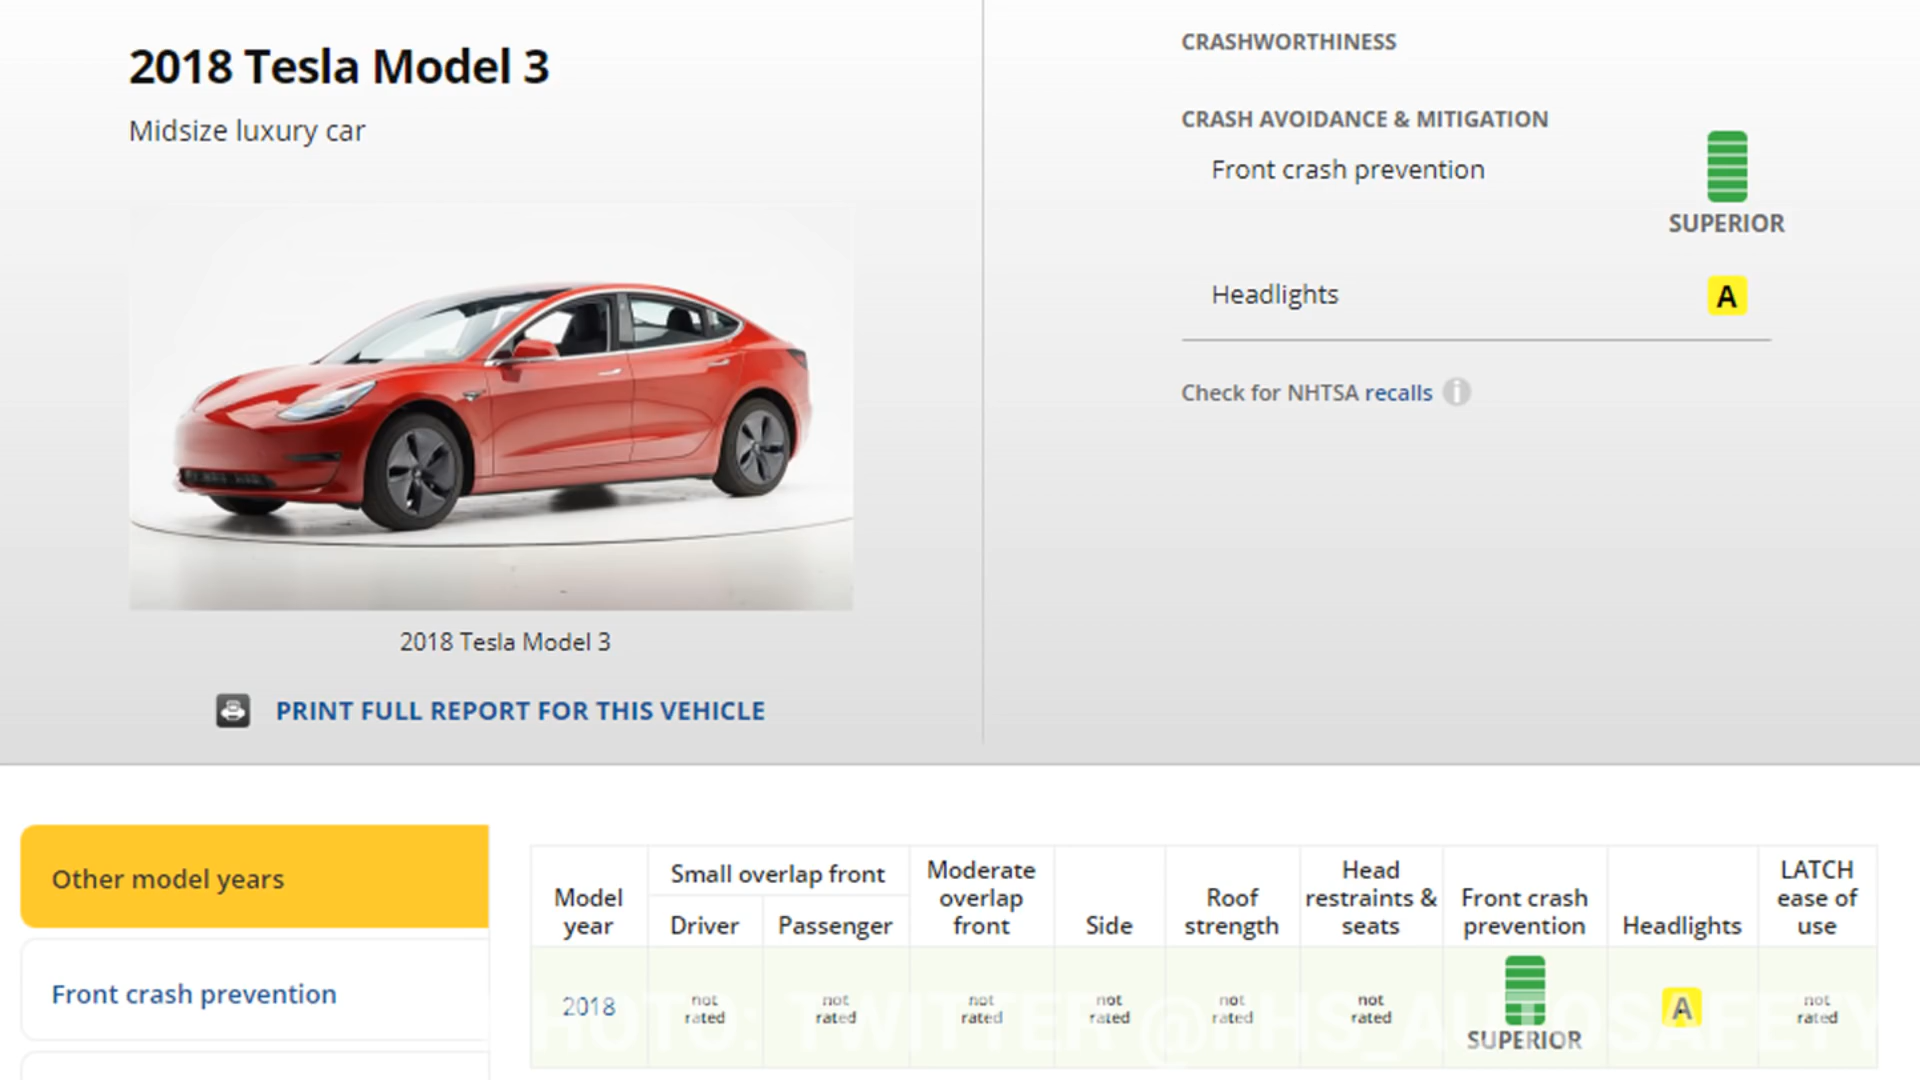 2018 Tesla Model 3
Midsize luxury car
2018 Tesla Model 3
PRINT FULL REPORT FOR THIS VEHICLE
CRASHWORTHINESS
CRASH AVOIDANCE & MITIGATION
Front crash prevention
SUPERIOR
Headlights A
Check for NHTSA recalls i
Other model years
Front crash prevention
Model year
Small overlap front
Driver
Passenger
Moderate overlap front
Side
Roof strength
Head restraints & seats
Front crash prevention
Headlights
LATCH ease of use
2018
not rated
not rated
not rated
not rated
not rated
not rated
SUPERIOR
A
not rated
HOTO: TWITTER @IIHS_AUTOSAFETY